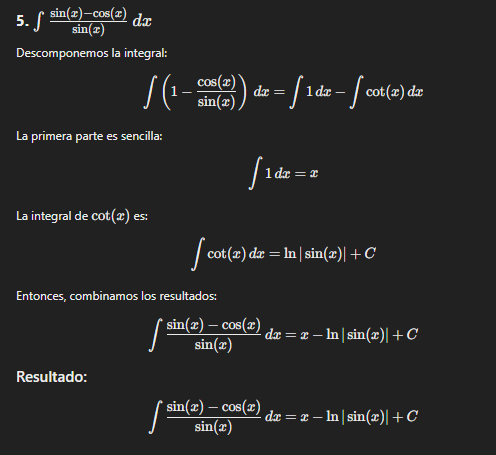 5. ∫ sin(x)−cos(x)/sin(x) dx
Descomponemos la integral:
∫ (1 − cos(x)/sin(x)) dx = ∫ 1 dx − ∫ cot(x) dx
La primera parte es sencilla:
∫ 1 dx = x
La integral de cot(x) es:
∫ cot(x) dx = ln | sin(x)| + C
Entonces, combinamos los resultados:
∫ sin(x) − cos(x)/sin(x) dx = x − ln | sin(x)| + C
Resultado:
∫ sin(x) − cos(x)/sin(x) dx = x − ln | sin(x)| + C